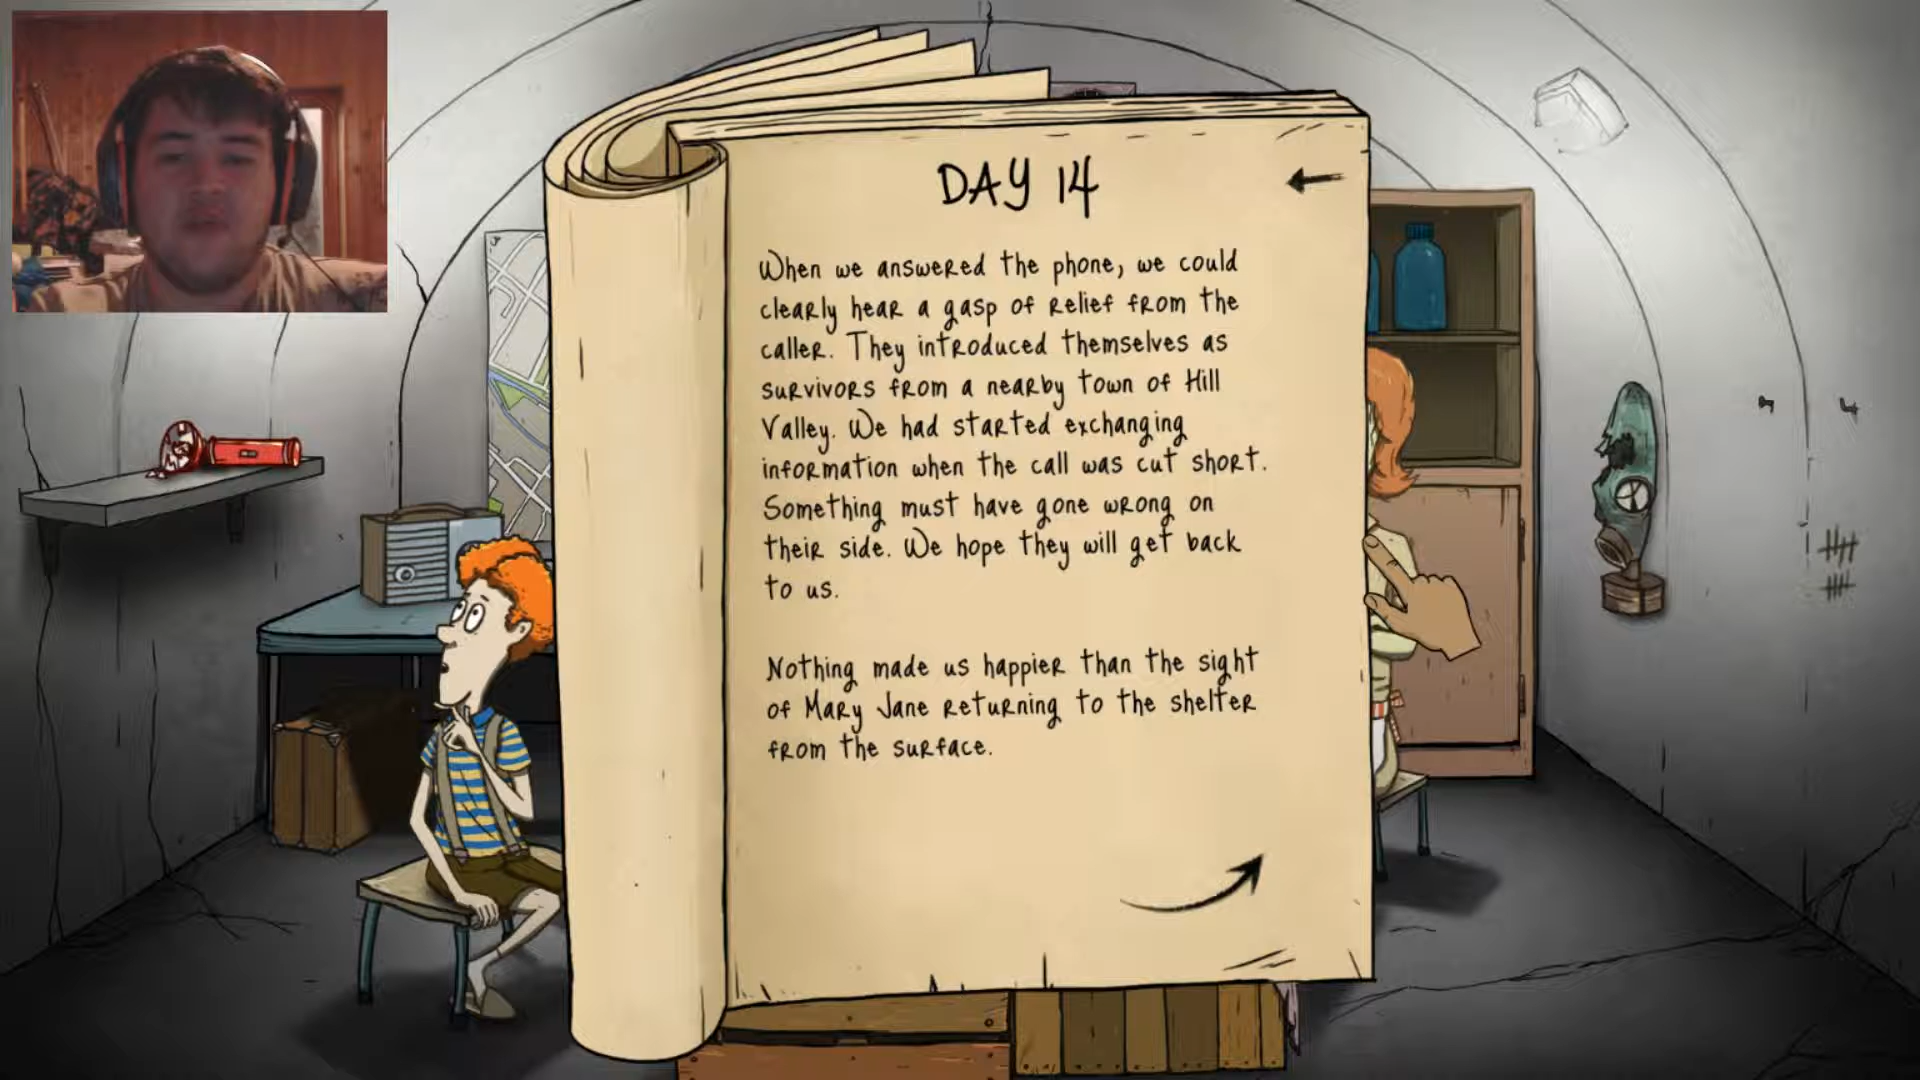 DAY 14
When we answered the phone, we could
clearly hear a gasp of relief from the
caller. They introduced themselves as
survivors from a nearby town of Hill
Valley. We had started exchanging
information when the call was cut short.
Something must have gone wrong on
their side. We hope they will get back
to us.
Nothing made us happier than the sight
of Mary Jane returning to the shelter
from the surface.